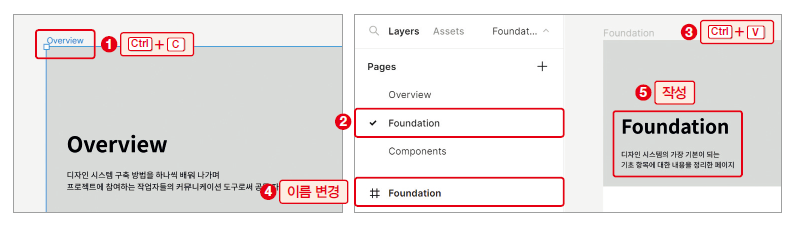 Overview
1 Ctrl + C
Overview
디자인 시스템 구축 방법을 하나씩 배워 나가며
프로젝트에 참여하는 작업자들의 커뮤니케이션 도구로써 공
4 이름 변경
Layers Assets Foundat...
Pages +
Overview
2 Foundation
Components
Foundation
Foundation
3 Ctrl + V
5 작성
Foundation
디자인 시스템의 가장 기본이 되는
기초 항목에 대한 내용을 정리한 페이지